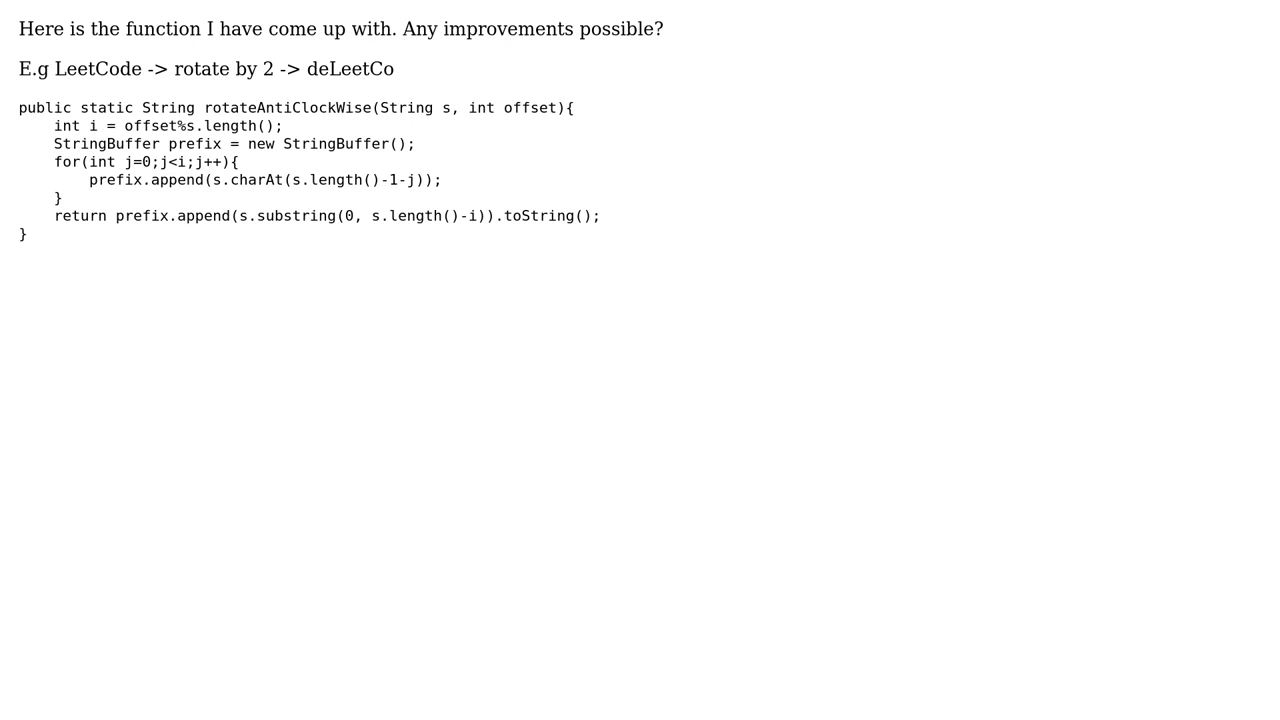 Here is the function I have come up with. Any improvements possible?
E.g LeetCode -> rotate by 2 -> deLeetCo
public static String rotateAntiClockWise(String s, int offset){
    int i = offset%s.length();
    StringBuffer prefix = new StringBuffer();
    for(int j=0;j<i;j++){
        prefix.append(s.charAt(s.length()-1-j));
    }
    return prefix.append(s.substring(0, s.length()-i)).toString();
}